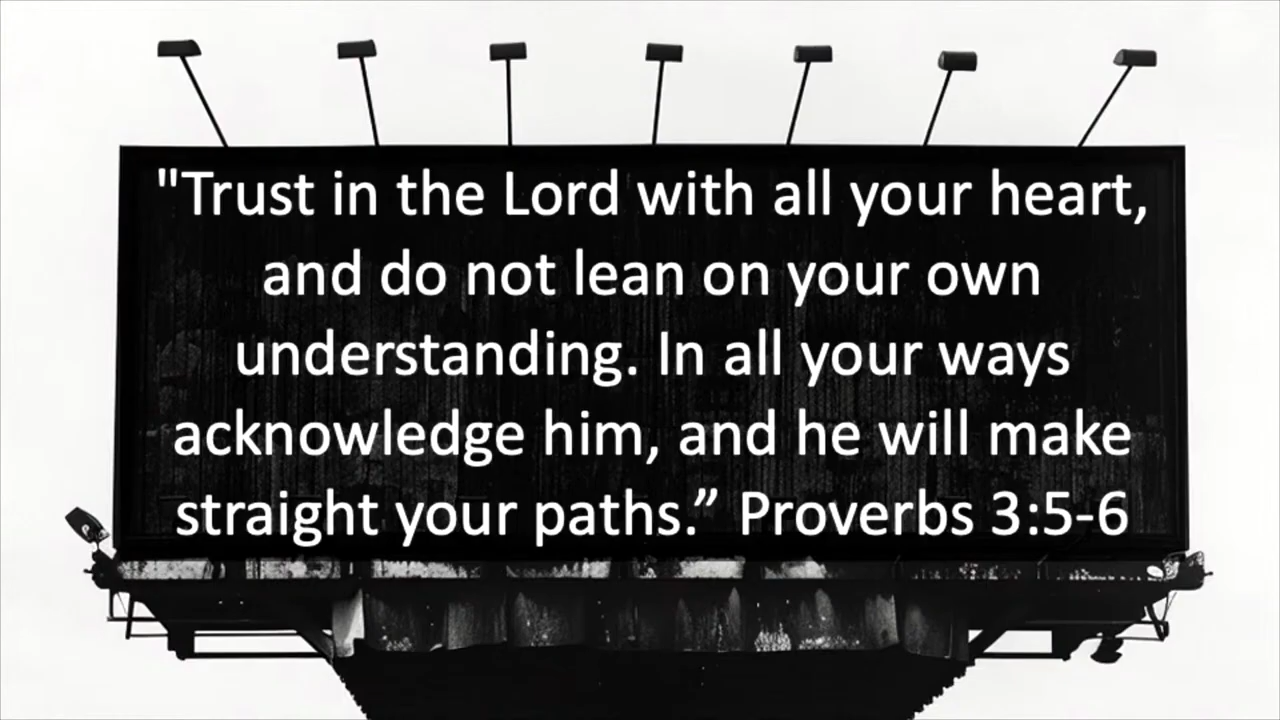 "Trust in the Lord with all your heart,
and do not lean on your own
understanding. In all your ways
acknowledge him, and he will make
straight your paths.” Proverbs 3:5-6